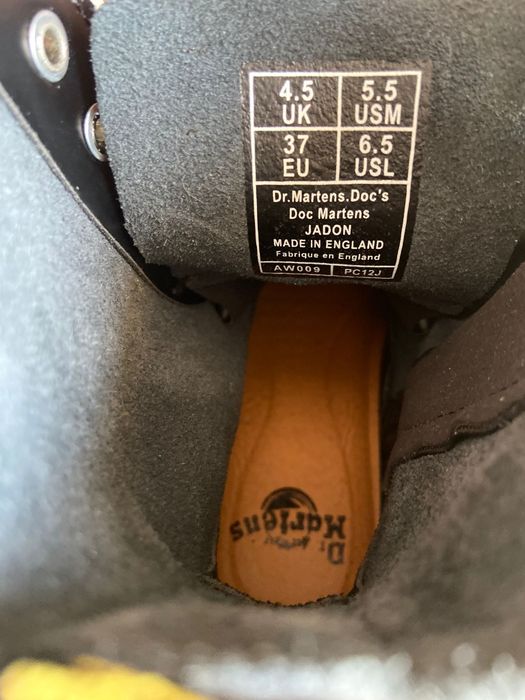 4.5 UK 5.5 USM
37 EU 6.5 USL
Dr.Martens.Doc's
Doc Martens
JADON
MADE IN ENGLAND
Fabrique en England
AW009 PC12J
Dr. Martens